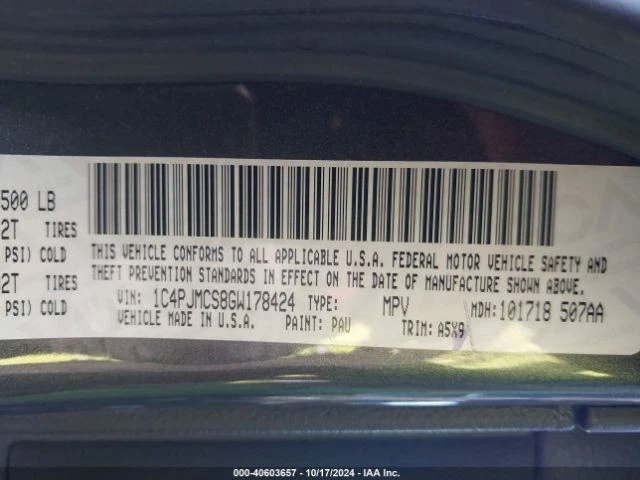 500 LB
2T TIRES
PSI) COLD
2T TIRES
PSI) COLD
THIS VEHICLE CONFORMS TO ALL APPLICABLE U.S.A. FEDERAL MOTOR VEHICLE SAFETY AND
THEFT PREVENTION STANDARDS IN EFFECT ON THE DATE OF MANUFACTURE SHOWN ABOVE.
VIN: 1C4PJMCS8GW178424 TYPE: MPV MDH: 101718 507AA
VEHICLE MADE IN U.S.A. PAINT: PAU TRIM: A5X9
000-40603657 - 10/17/2024 - IAA Inc.